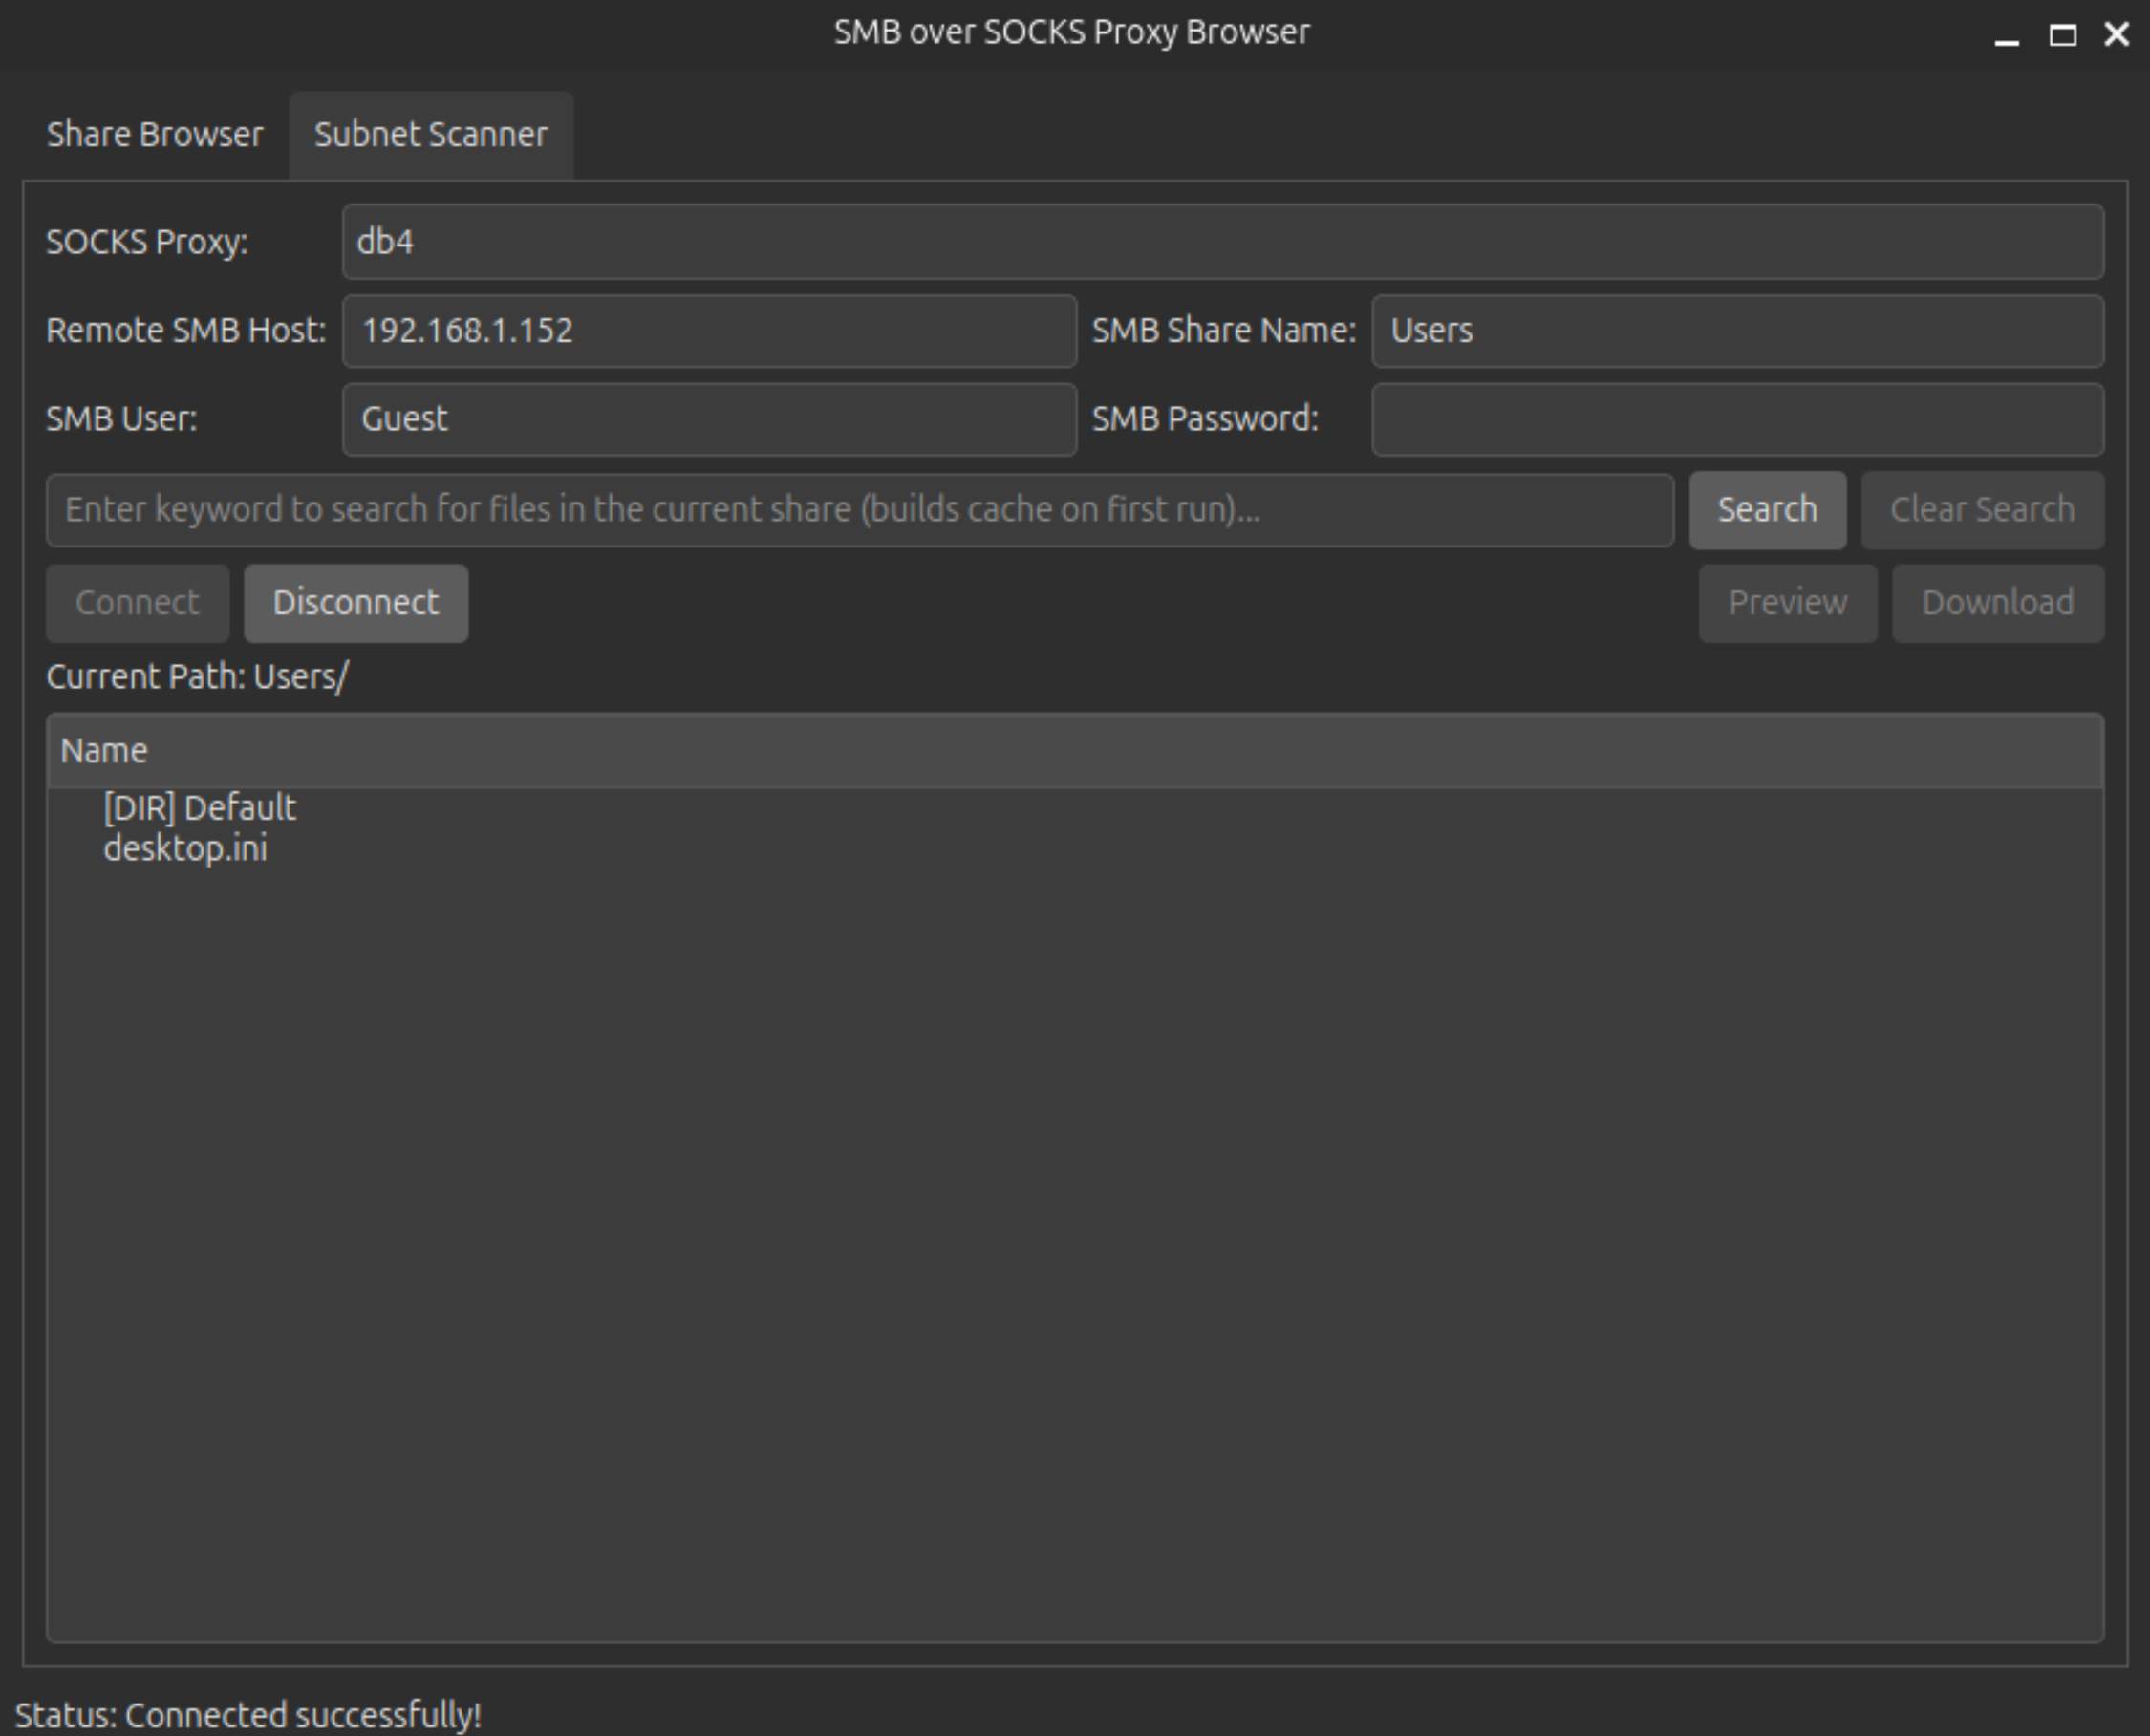 SMB over SOCKS Proxy Browser
Share Browser Subnet Scanner
SOCKS Proxy: db4
Remote SMB Host: 192.168.1.152 SMB Share Name: Users
SMB User: Guest SMB Password:
Enter keyword to search for files in the current share (builds cache on first run)... Search Clear Search
Connect Disconnect Preview Download
Current Path: Users/
Name
[DIR] Default
desktop.ini
Status: Connected successfully!